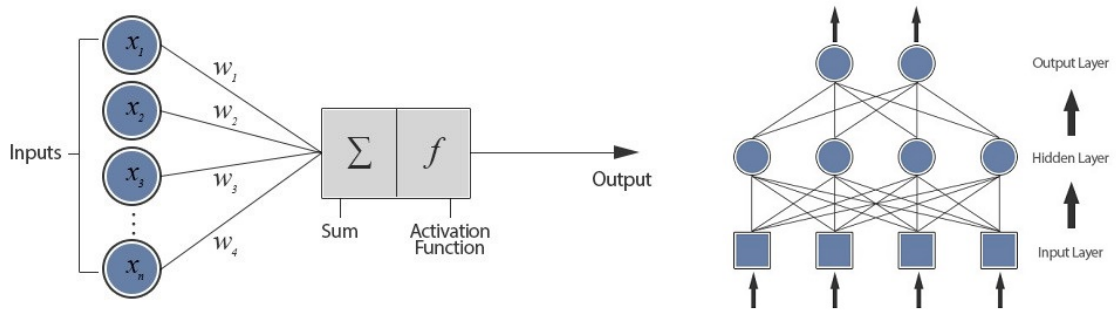 Inputs
x1
x2
x3
xn
w1
w2
w3
w4
∑ f
Sum
Activation
Function
Output
Output Layer
Hidden Layer
Input Layer